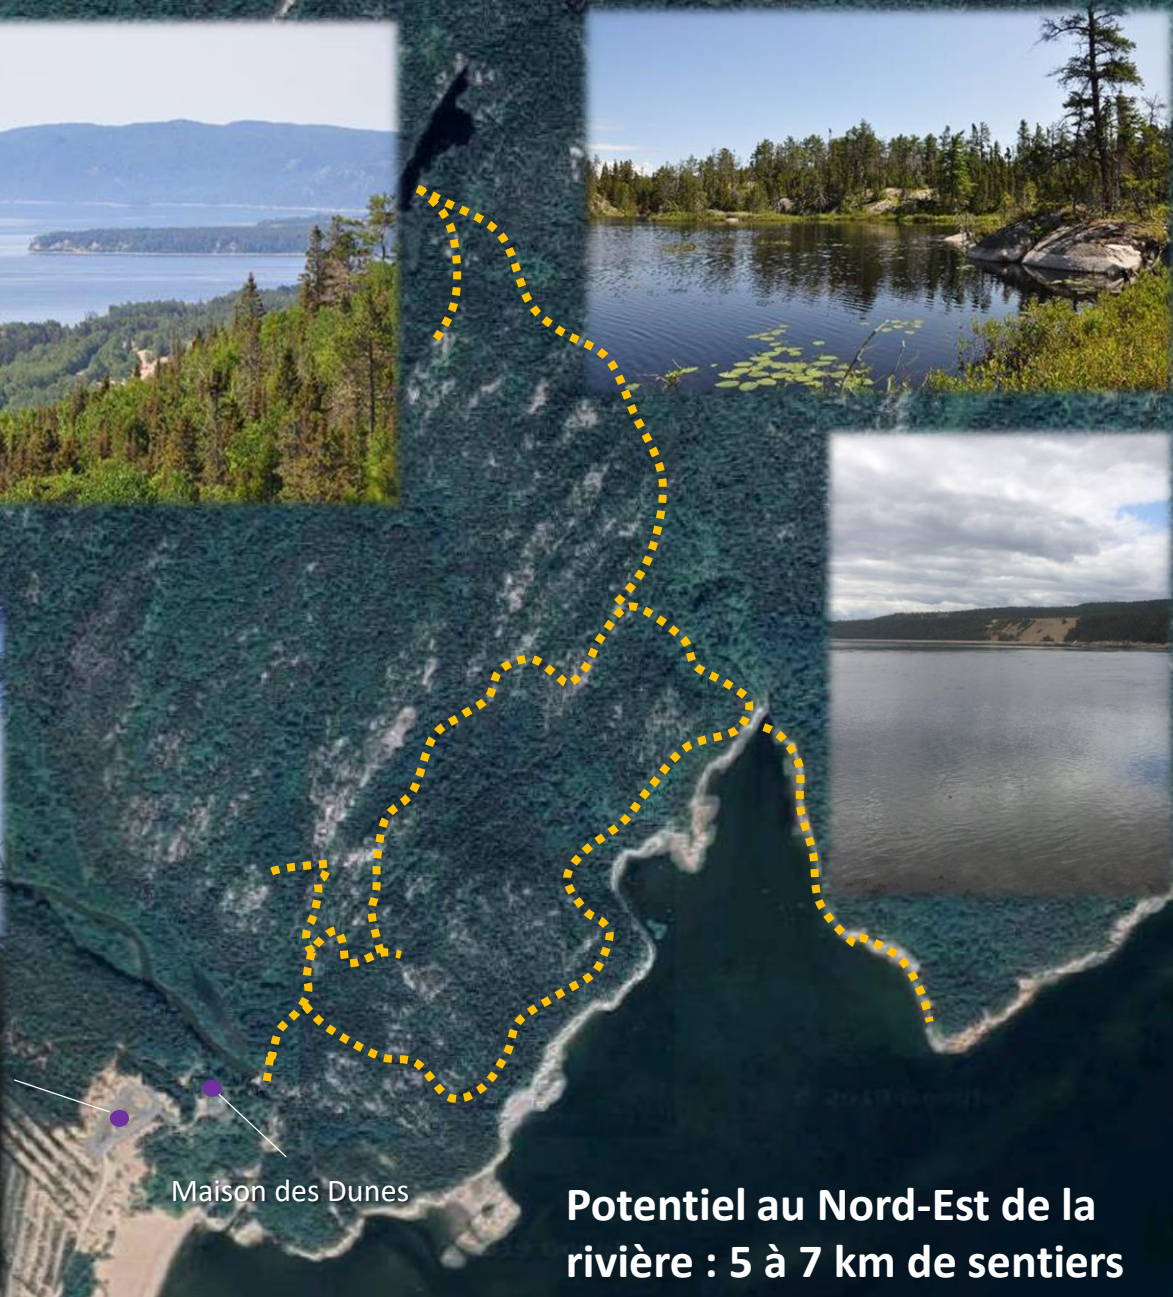 Maison des Dunes
Potentiel au Nord-Est de la
rivière : 5 à 7 km de sentiers